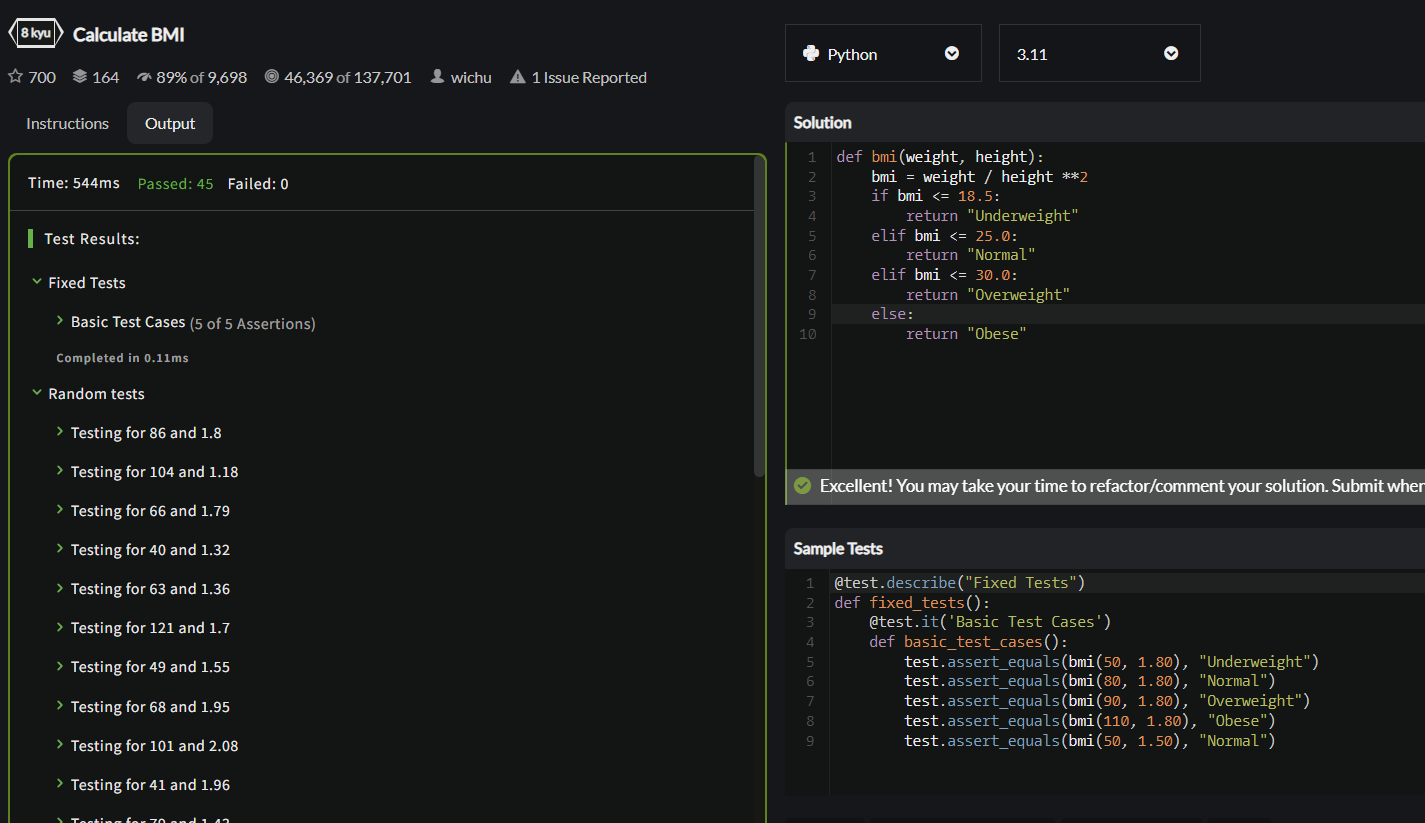 8 kyu Calculate BMI
700 164 89% of 9,698 46,369 of 137,701 wichu 1 Issue Reported
Instructions Output
Time: 544ms Passed: 45 Failed: 0
Test Results:
Fixed Tests
Basic Test Cases (5 of 5 Assertions)
Completed in 0.11ms
Random tests
Testing for 86 and 1.8
Testing for 104 and 1.18
Testing for 66 and 1.79
Testing for 40 and 1.32
Testing for 63 and 1.36
Testing for 121 and 1.7
Testing for 49 and 1.55
Testing for 68 and 1.95
Testing for 101 and 2.08
Testing for 41 and 1.96
Testing for 70 and 1.43
Python 3.11
Solution
1 def bmi(weight, height):
2     bmi = weight / height **2
3     if bmi <= 18.5:
4         return "Underweight"
5     elif bmi <= 25.0:
6         return "Normal"
7     elif bmi <= 30.0:
8         return "Overweight"
9     else:
10         return "Obese"
Excellent! You may take your time to refactor/comment your solution. Submit when
Sample Tests
1 @test.describe("Fixed Tests")
2 def fixed_tests():
3     @test.it('Basic Test Cases')
4     def basic_test_cases():
5         test.assert_equals(bmi(50, 1.80), "Underweight")
6         test.assert_equals(bmi(80, 1.80), "Normal")
7         test.assert_equals(bmi(90, 1.80), "Overweight")
8         test.assert_equals(bmi(110, 1.80), "Obese")
9         test.assert_equals(bmi(50, 1.50), "Normal")